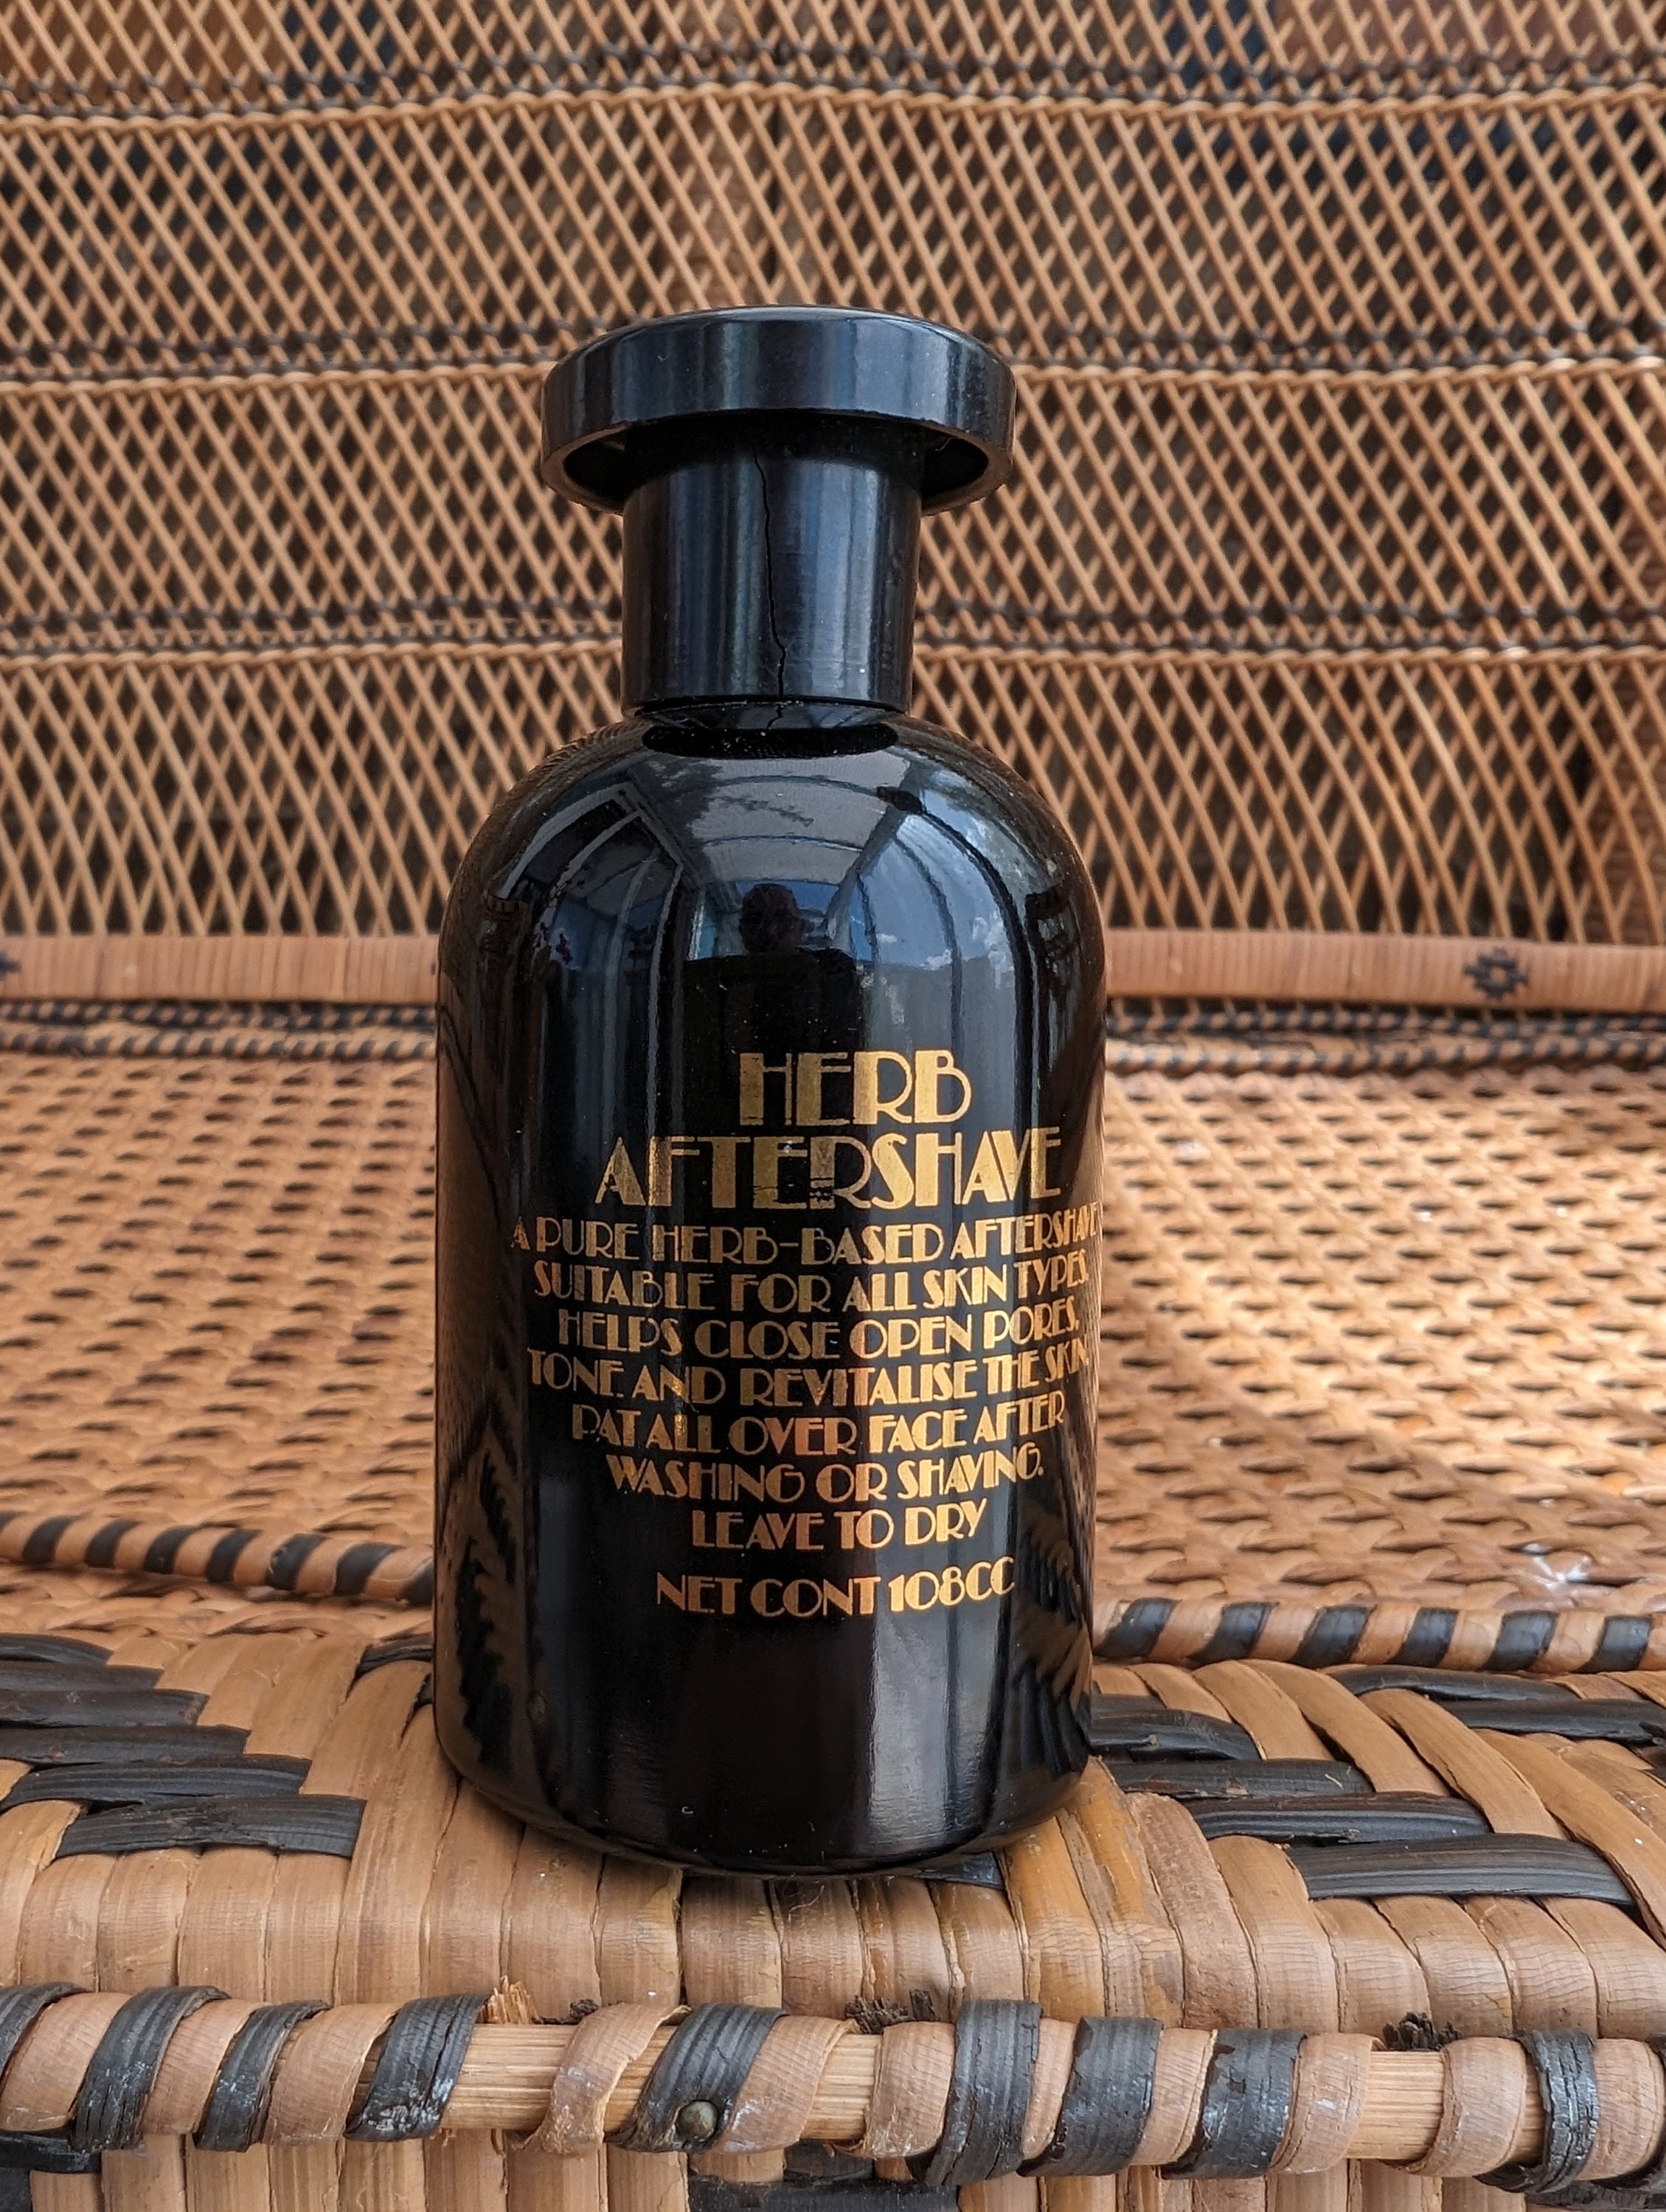 HERB
AFTERSHAVE
A PURE HERB-BASED AFTERSHAVE
SUITABLE FOR ALL SKIN TYPES.
HELPS CLOSE OPEN PORES,
TONE AND REVITALISE THE SKIN.
PAT ALL OVER FACE AFTER
WASHING OR SHAVING.
LEAVE TO DRY
NET CONT 108CC